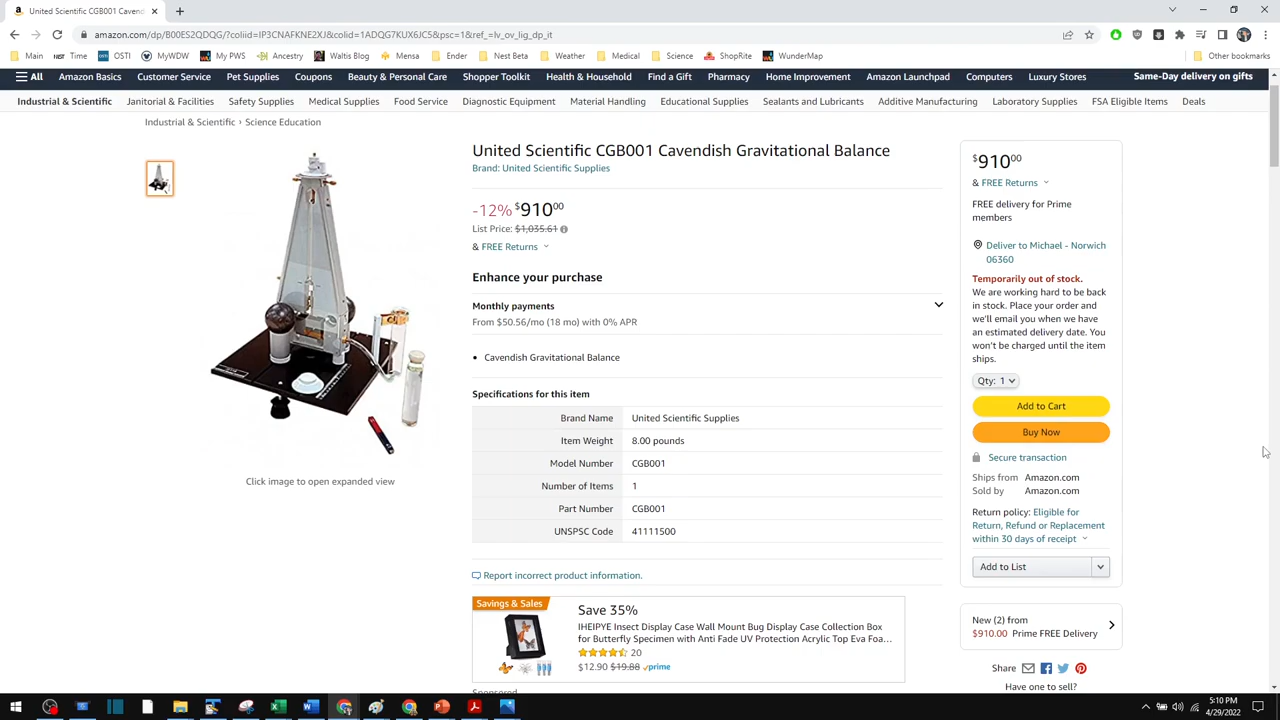 United Scientific CGB001 Cavend
amazon.com/dp/B00ES2QDQG/?coliid=IP3CNAFKNE2XJ&colid=1ADQG7KUX6JC5&psc=1&ref_=lv_ov_lig_dp_it
Main Time OSTI MyWDW My PWS Ancestry Waltis Blog Mensa Ender Nest Beta Weather Medical Science ShopRite WunderMap Other bookmarks
All Amazon Basics Customer Service Pet Supplies Coupons Beauty & Personal Care Shopper Toolkit Health & Household Find a Gift Pharmacy Home Improvement Amazon Launchpad Computers Luxury Stores Same-Day delivery on gifts
Industrial & Scientific Janitorial & Facilities Safety Supplies Medical Supplies Food Service Diagnostic Equipment Material Handling Educational Supplies Sealants and Lubricants Additive Manufacturing Laboratory Supplies FSA Eligible Items Deals
Industrial & Scientific › Science Education
Click image to open expanded view
United Scientific CGB001 Cavendish Gravitational Balance
Brand: United Scientific Supplies
-12% $91000
List Price: $1,035.61
& FREE Returns
Enhance your purchase
Monthly payments
From $50.56/mo (18 mo) with 0% APR
• Cavendish Gravitational Balance
Specifications for this item
Brand Name United Scientific Supplies
Item Weight 8.00 pounds
Model Number CGB001
Number of Items 1
Part Number CGB001
UNSPSC Code 41111500
Report incorrect product information.
Savings & Sales
Save 35%
IHEIPYE Insect Display Case Wall Mount Bug Display Case Collection Box
for Butterfly Specimen with Anti Fade UV Protection Acrylic Top Eva Foa...
20
$12.90 $19.88 prime
Sponsored
$91000
& FREE Returns
FREE delivery for Prime
members
Deliver to Michael - Norwich
06360
Temporarily out of stock.
We are working hard to be back
in stock. Place your order and
we'll email you when we have
an estimated delivery date. You
won't be charged until the item
ships.
Qty: 1
Add to Cart
Buy Now
Secure transaction
Ships from Amazon.com
Sold by Amazon.com
Return policy: Eligible for
Return, Refund or Replacement
within 30 days of receipt
Add to List
New (2) from
$910.00 Prime FREE Delivery
Share
Have one to sell?
5:10 PM
4/29/2022